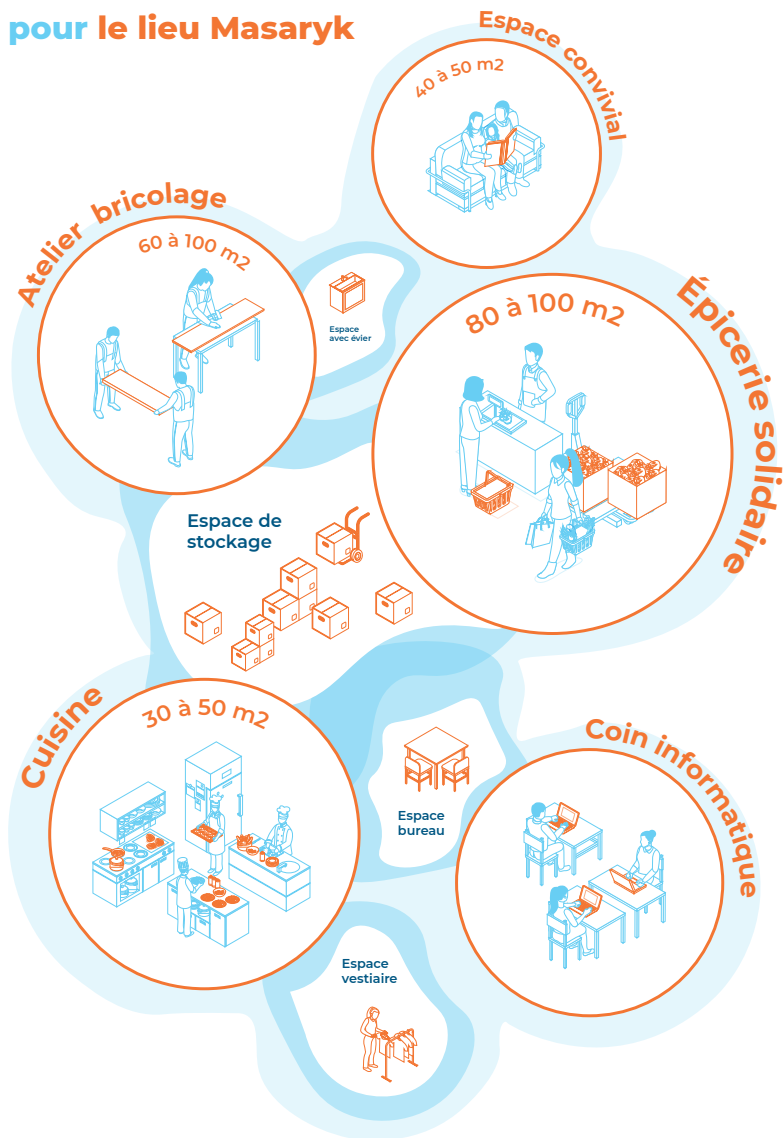 pour le lieu Masaryk
Espace convivial
40 à 50 m2
Atelier bricolage
60 à 100 m2
Espace
avec évier
Épicerie solidaire
80 à 100 m2
Espace de
stockage
Cuisine
30 à 50 m2
Espace
bureau
Coin informatique
Espace
vestiaire